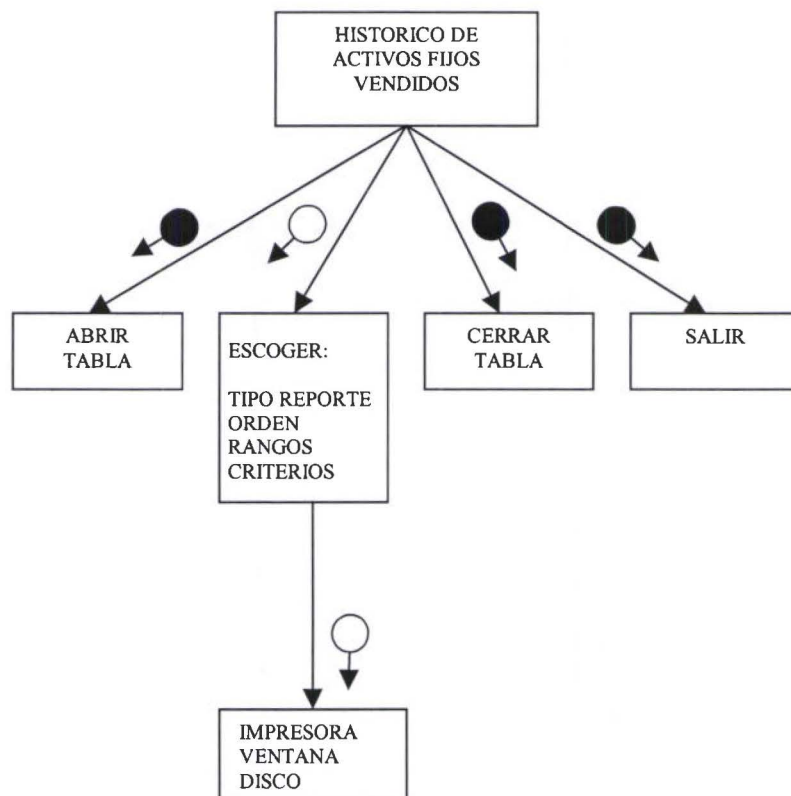 HISTORICO DE
ACTIVOS FIJOS
VENDIDOS
ABRIR
TABLA
ESCOGER:
TIPO REPORTE
ORDEN
RANGOS
CRITERIOS
CERRAR
TABLA
SALIR
IMPRESORA
VENTANA
DISCO